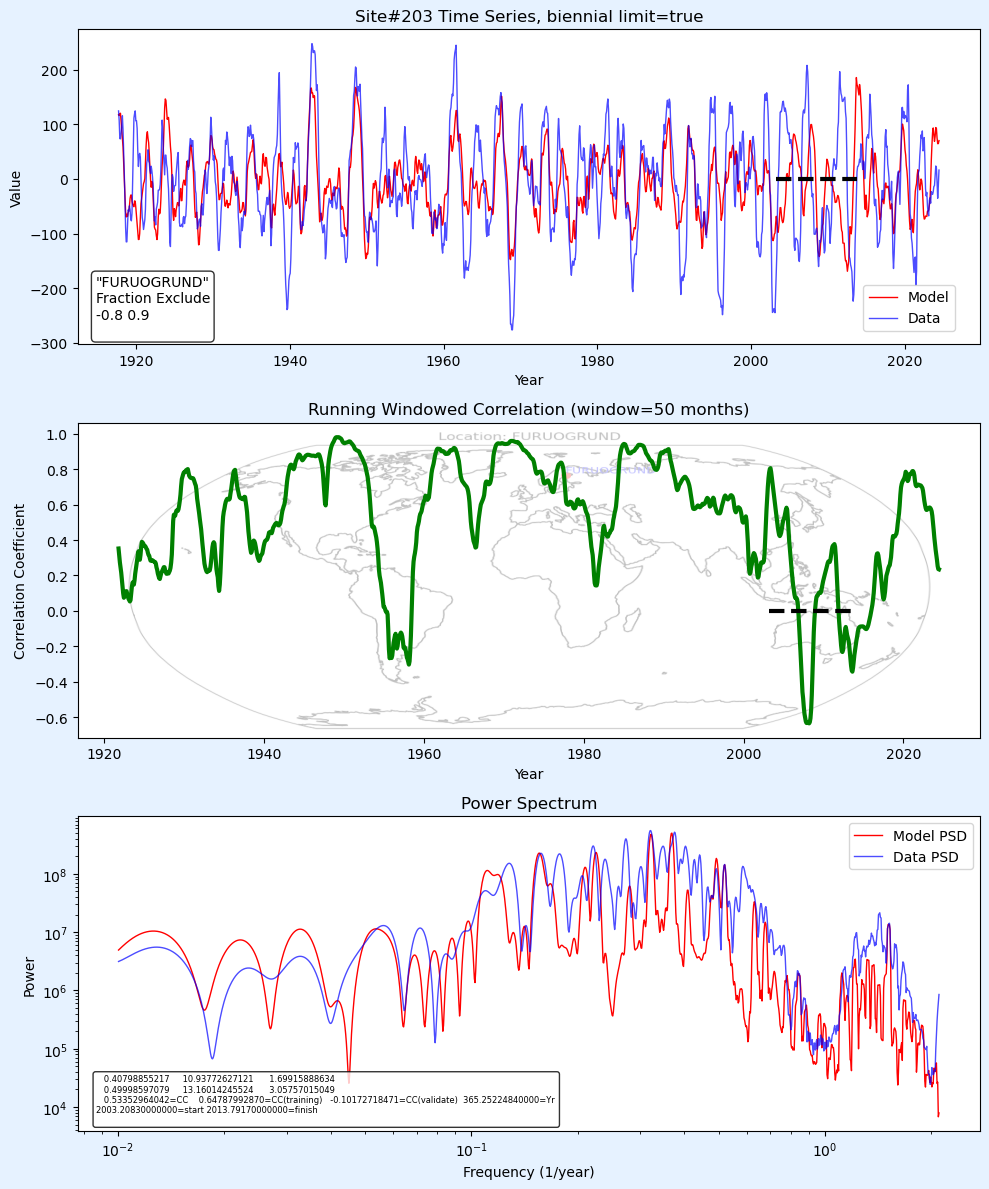 Site#203 Time Series, biennial limit=true
Value
200
100
0
−100
−200
−300
"FURUOGRUND"
Fraction Exclude
-0.8 0.9
Model
Data
1920
1940
1960
1980
2000
2020
Year
Running Windowed Correlation (window=50 months)
Location: FURUOGRUND
FURUOGRUND
Correlation Coefficient
1.0
0.8
0.6
0.4
0.2
0.0
−0.2
−0.4
−0.6
1920
1940
1960
1980
2000
2020
Year
Power Spectrum
Model PSD
Data PSD
Power
10^8
10^7
10^6
10^5
10^4
0.40798855217 10.93772627121 1.69915888634
0.49998597079 13.16014245524 3.05757015049
0.53352964042=CC 0.64787992870=CC(training) -0.10172718471=CC(validate) 365.25224840000=Yr
2003.20830000000=start 2013.79170000000=finish
10^−2
10^−1
10^0
Frequency (1/year)